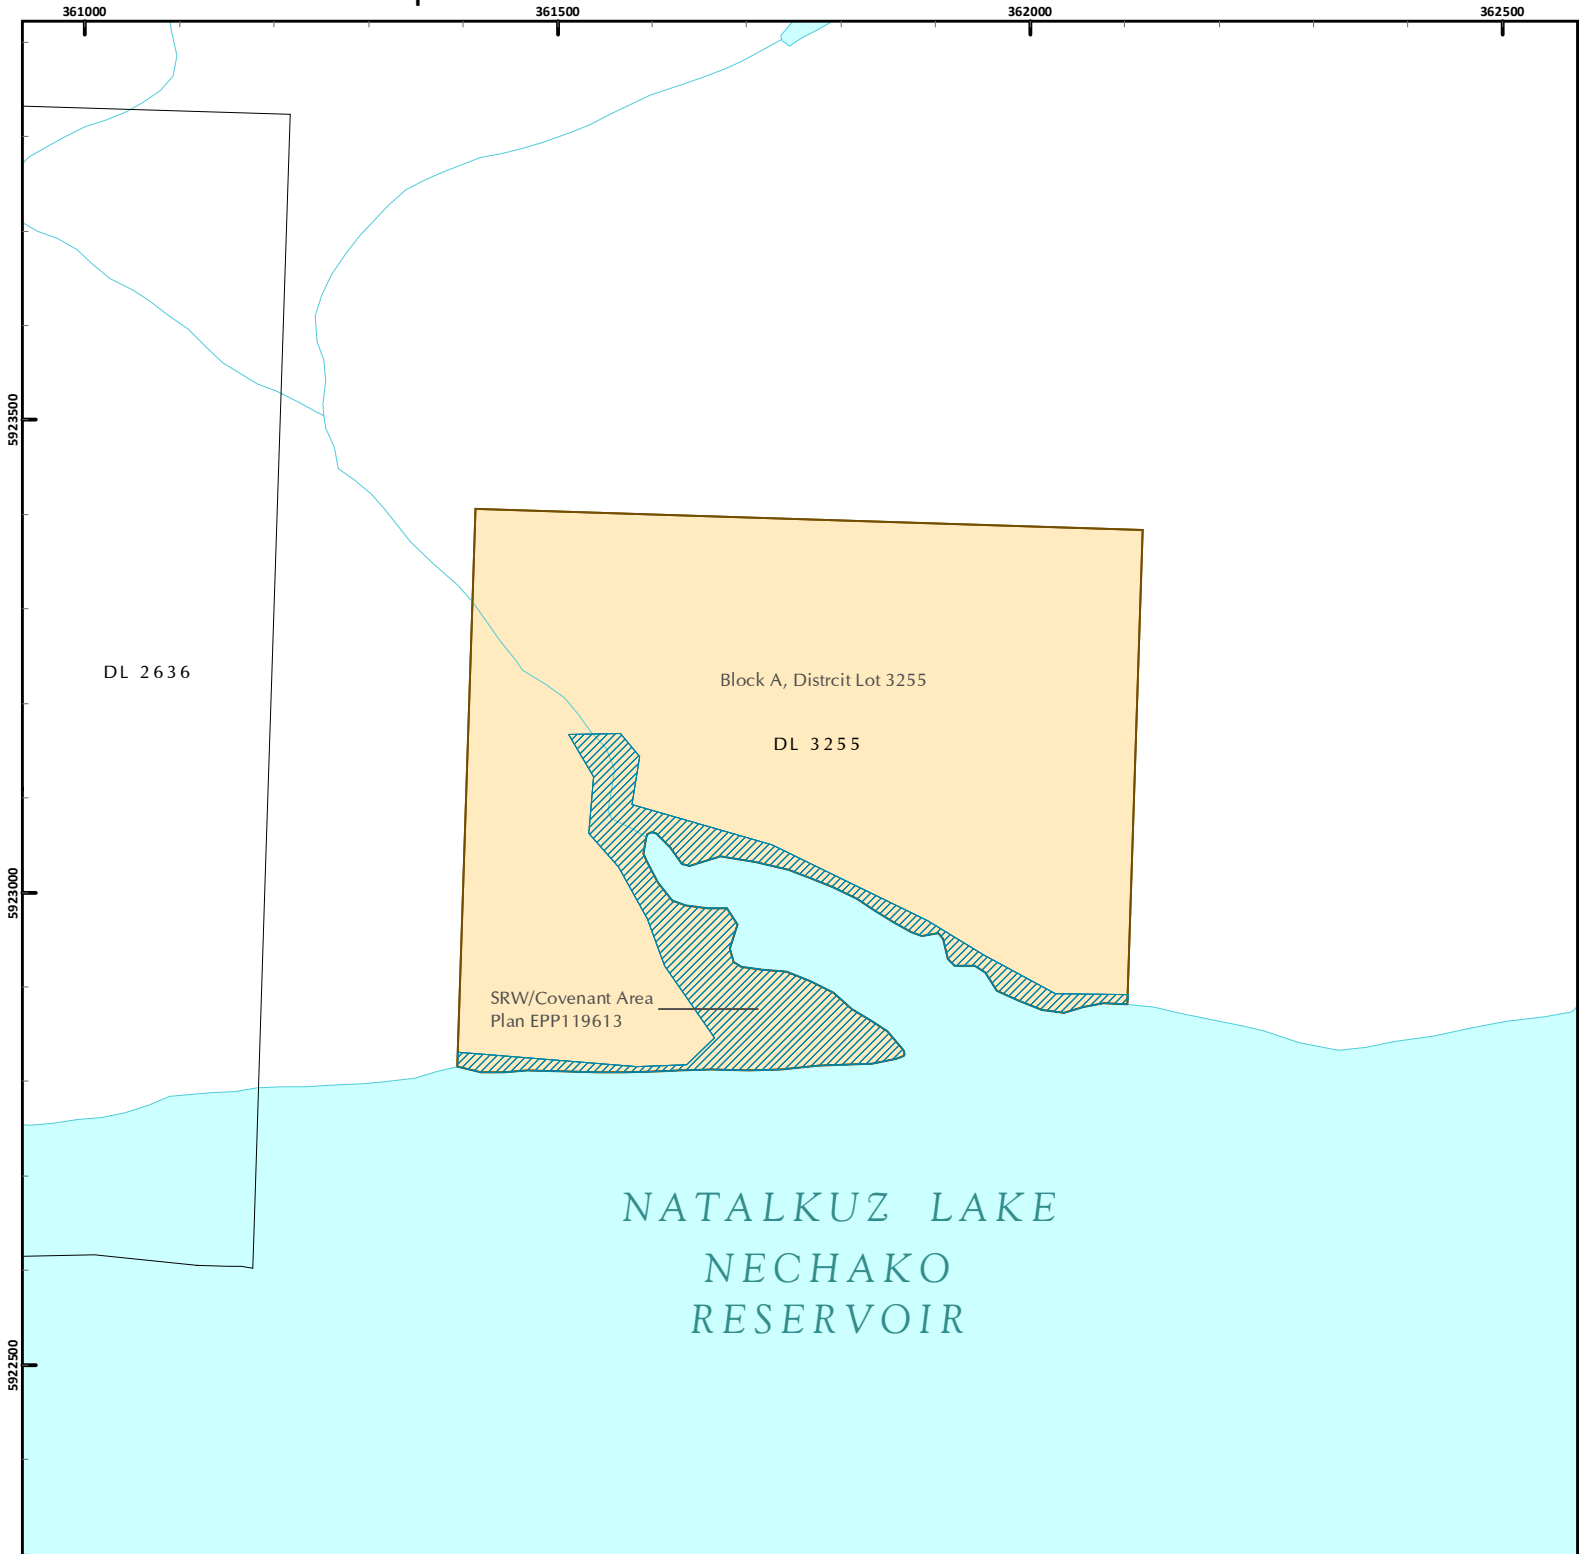 361000
361500
362000
362500
5923500
DL 2636
Block A, Distrcit Lot 3255
DL 3255
5923000
SRW/Covenant Area
Plan EPP119613
NATALKUZ LAKE
NECHAKO
RESERVOIR
5922500